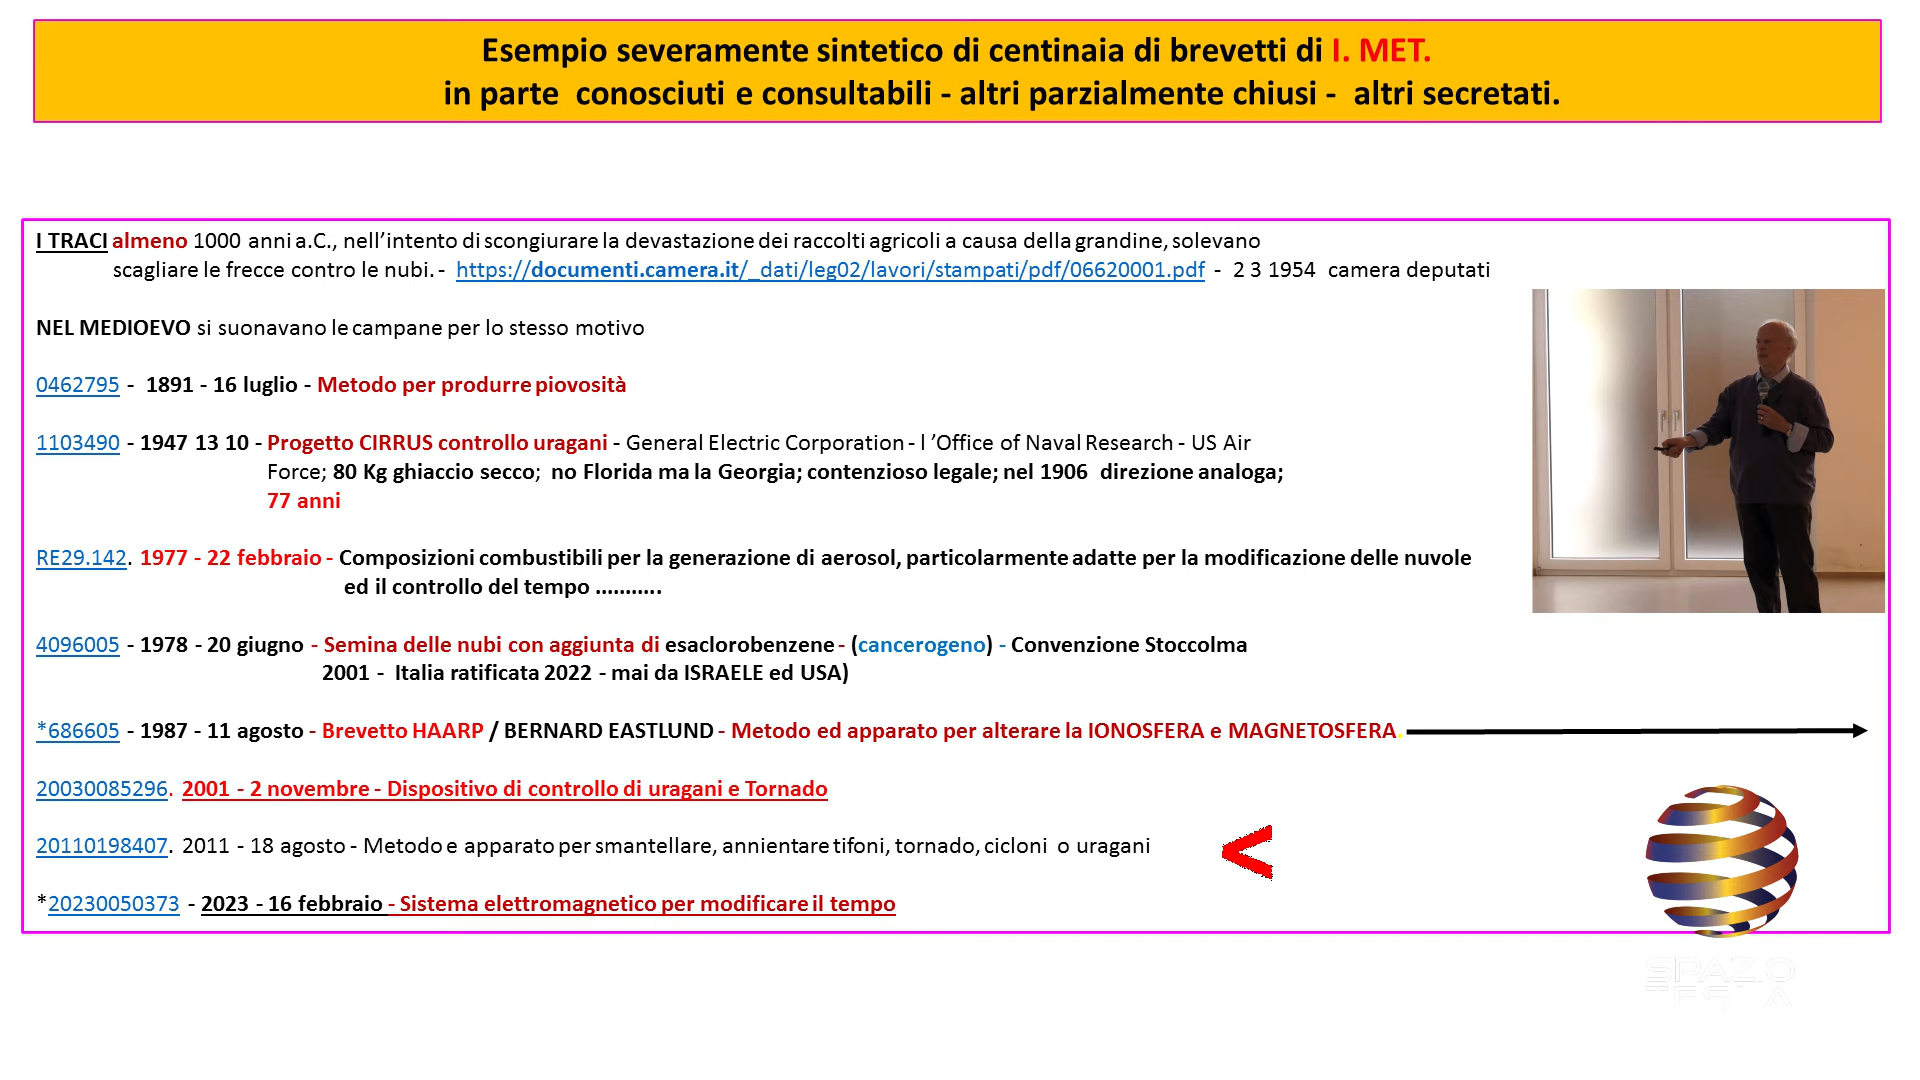 Esempio severamente sintetico di centinaia di brevetti di I. MET.
in parte conosciuti e consultabili - altri parzialmente chiusi - altri secretati.
I TRACI almeno 1000 anni a.C., nell'intento di scongiurare la devastazione dei raccolti agricoli a causa della grandine, solevano
scagliare le frecce contro le nubi. - https://documenti.camera.it/_dati/leg02/lavori/stampati/pdf/06620001.pdf - 2 3 1954 camera deputati
NEL MEDIOEVO si suonavano le campane per lo stesso motivo
0462795 - 1891 - 16 luglio - Metodo per produrre piovosità
1103490 - 1947 13 10 - Progetto CIRRUS controllo uragani - General Electric Corporation - l 'Office of Naval Research - US Air
Force; 80 Kg ghiaccio secco; no Florida ma la Georgia; contenzioso legale; nel 1906 direzione analoga;
77 anni
RE29.142. 1977 - 22 febbraio - Composizioni combustibili per la generazione di aerosol, particolarmente adatte per la modificazione delle nuvole
ed il controllo del tempo ...........
4096005 - 1978 - 20 giugno - Semina delle nubi con aggiunta di esaclorobenzene - (cancerogeno) - Convenzione Stoccolma
2001 - Italia ratificata 2022 - mai da ISRAELE ed USA)
*686605 - 1987 - 11 agosto - Brevetto HAARP / BERNARD EASTLUND - Metodo ed apparato per alterare la IONOSFERA e MAGNETOSFERA.
20030085296. 2001 - 2 novembre - Dispositivo di controllo di uragani e Tornado
20110198407. 2011 - 18 agosto - Metodo e apparato per smantellare, annientare tifoni, tornado, cicloni o uragani
<
*20230050373 - 2023 - 16 febbraio - Sistema elettromagnetico per modificare il tempo
SPAZIO
TESLA